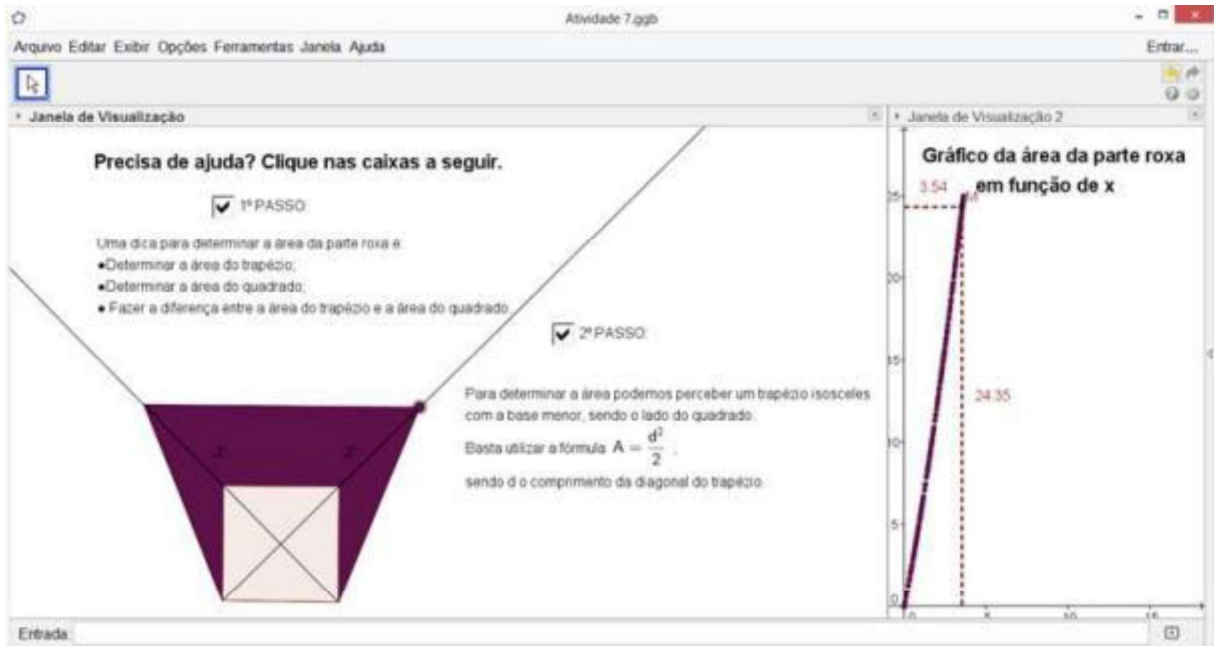 Atividade 7.ggb
Arquivo Editar Exibir Opções Ferramentas Janela Ajuda
Entrar...
Janela de Visualização
Precisa de ajuda? Clique nas caixas a seguir.
1º PASSO:
Uma dica para determinar a área da parte roxa é:
•Determinar a área do trapézio;
•Determinar a área do quadrado;
• Fazer a diferença entre a área do trapézio e a área do quadrado.
2º PASSO:
Para determinar a área podemos perceber um trapézio isosceles
com a base menor, sendo o lado do quadrado.
Basta utilizar a fórmula A = d²/2 .
sendo d o comprimento da diagonal do trapézio.
x x
Janela de Visualização 2
Gráfico da área da parte roxa
em função de x
3.54
24.35
25
20
15
10
5
0
0 5 10 15
Entrada: